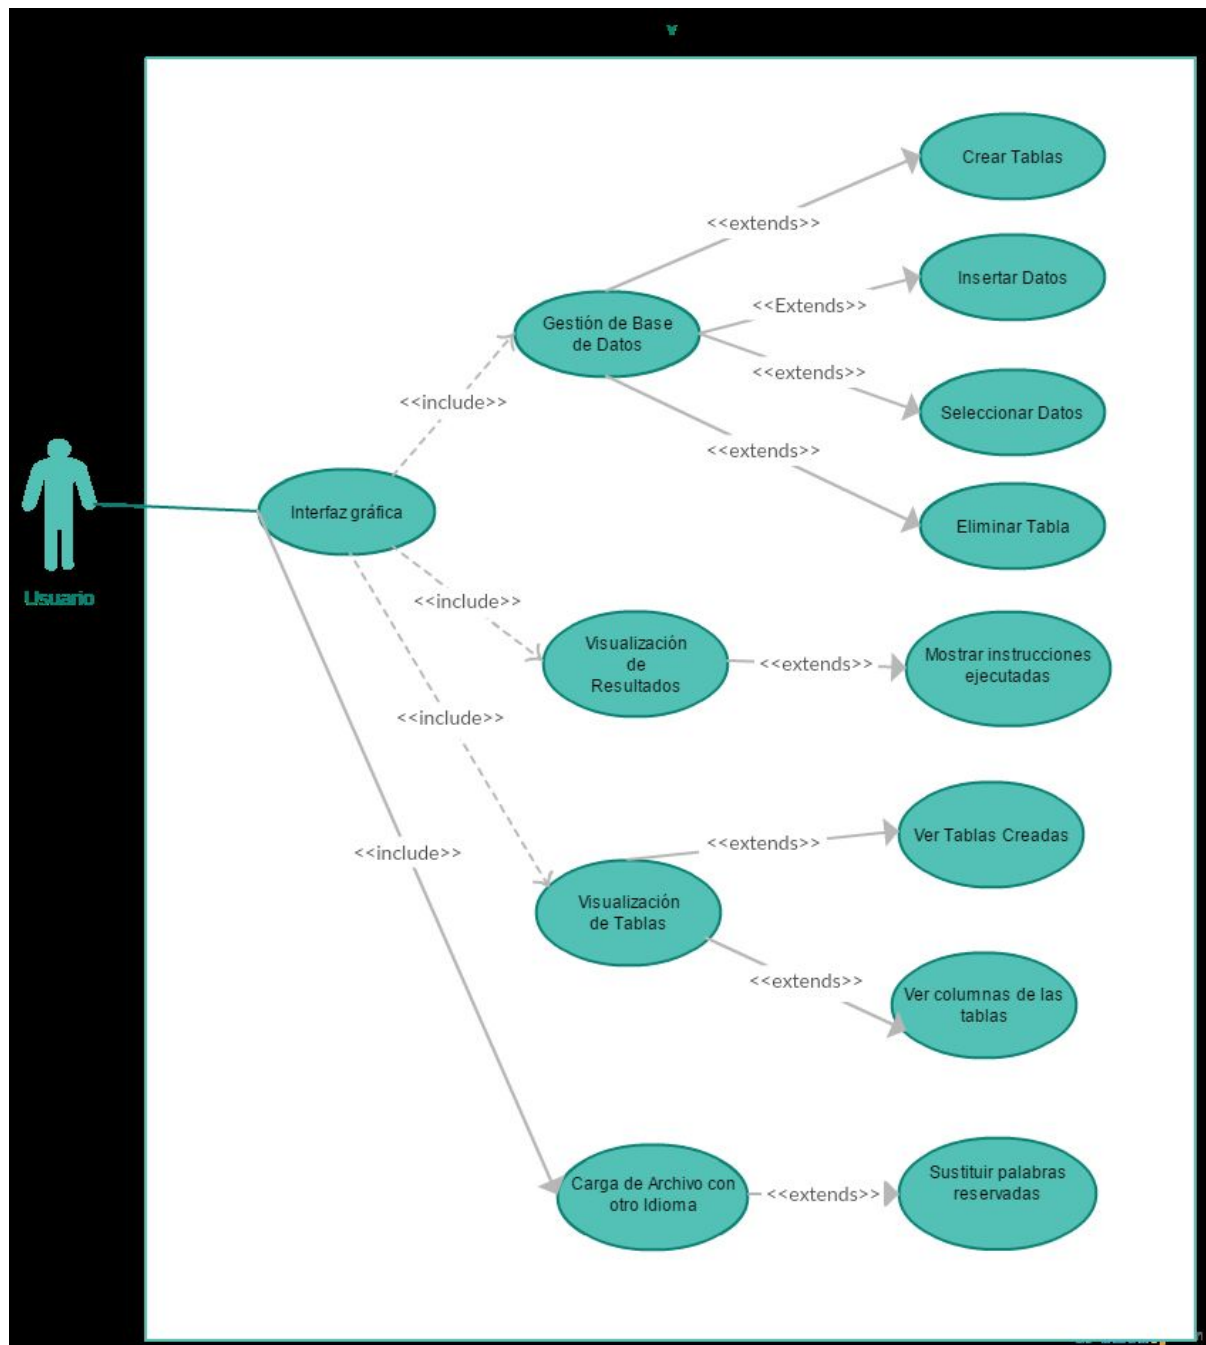 Crear Tablas
<<extends>>
Insertar Datos
<<Extends>>
Gestión de Base
de Datos
<<extends>>
Seleccionar Datos
<<include>>
<<extends>>
Eliminar Tabla
Interfaz gráfica
Usuario
<<include>>
Visualización
de
Resultados
<<extends>>
Mostrar instrucciones
ejecutadas
<<include>>
<<extends>>
Ver Tablas Creadas
<<include>>
Visualización
de Tablas
<<extends>>
Ver columnas de las
tablas
Carga de Archivo con
otro Idioma
<<extends>>
Sustituir palabras
reservadas